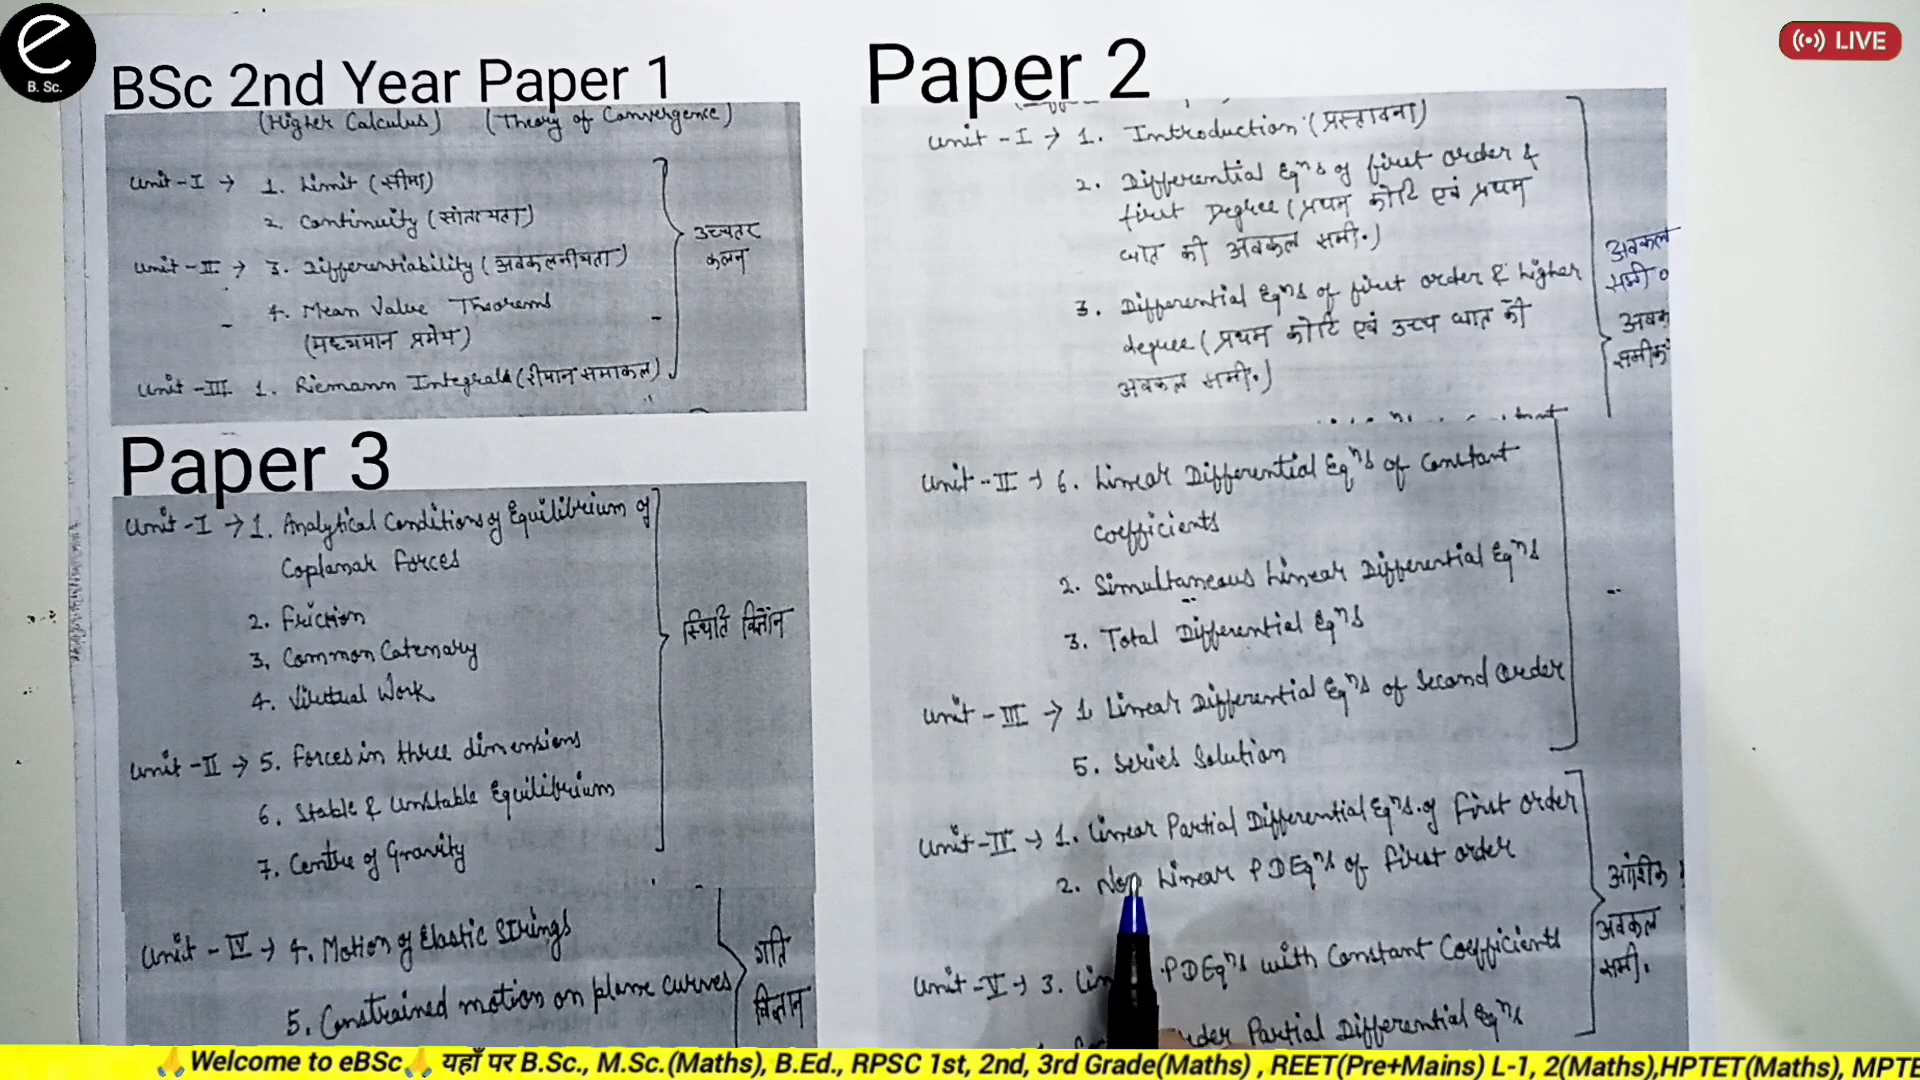 e
B. Sc.
LIVE
BSc 2nd Year Paper 1
(Higher Calculus) (Theory of Convergence)
Unit-I → 1. Limit (सीमा)
2. Continuity (सांतत्यता)
Unit-II → 3. Differentiability (अवकलनीयता)
4. Mean Value Theorems
(मध्यमान प्रमेय)
Unit-III 1. Riemann Integrals (रीमान समाकल)
उच्चतर
कलन
Paper 3
Unit-I → 1. Analytical Conditions of Equilibrium of
Coplanar Forces
2. Friction
3. Common Catenary
4. Virtual Work
Unit-II → 5. Forces in three dimensions
6. Stable & Unstable Equilibrium
7. Centre of Gravity
स्थिति विज्ञान
Unit-IV → 4. Motion of Elastic Strings
5. Constrained motion on plane curves
गति
विज्ञान
Paper 2
Unit-I → 1. Introduction (प्रस्तावना)
2. Differential Eqns of first order &
first Degree (प्रथम कोटि एवं प्रथम
घात की अवकल समी.)
3. Differential Eqns of first order & higher
degree (प्रथम कोटि एवं उच्च घात की
अवकल समी.)
अवकल
समी०
Unit-II → 6. Linear Differential Eqns of Constant
Coefficients
2. Simultaneous Linear Differential Eqns
3. Total Differential Eqns
Unit-III → 1. Linear Differential Eqns of Second Order
5. Series Solution
Unit-IV → 1. Linear Partial Differential Eqns. of First Order
2. Non Linear PDEqns of First order
Unit-V → 3. PDEqns with Constant Coefficients
Partial Differential Eqns
आंशिक
अवकल
समी.
🙏Welcome to eBSc🙏 यहाँ पर B.Sc., M.Sc.(Maths), B.Ed., RPSC 1st, 2nd, 3rd Grade(Maths) , REET(Pre+Mains) L-1, 2(Maths),HPTET(Maths), MPTE